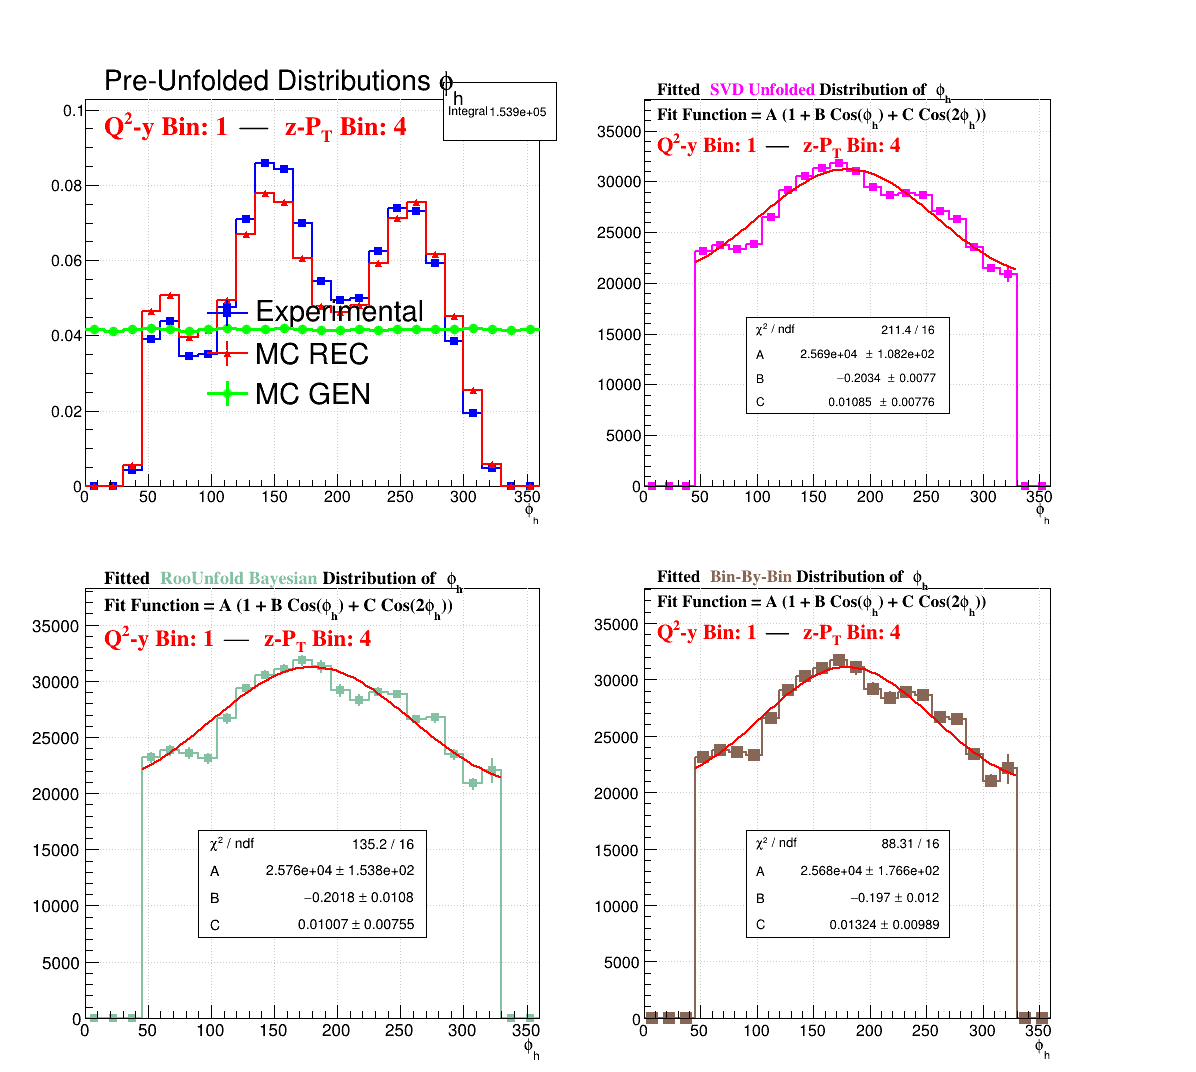 Pre-Unfolded Distributions ϕh
Integral 1.539e+05
Q²-y Bin: 1 — z-PT Bin: 4
0.1
0.08
0.06
0.04
0.02
0
Experimental
MC REC
MC GEN
0 50 100 150 200 250 300 350
ϕh
Fitted SVD Unfolded Distribution of ϕh
Fit Function = A (1 + B Cos(ϕh) + C Cos(2ϕh))
Q²-y Bin: 1 — z-PT Bin: 4
35000
30000
25000
20000
15000
10000
5000
0
χ² / ndf 211.4 / 16
A 2.569e+04 ± 1.082e+02
B −0.2034 ± 0.0077
C 0.01085 ± 0.00776
0 50 100 150 200 250 300 350
ϕh
Fitted RooUnfold Bayesian Distribution of ϕh
Fit Function = A (1 + B Cos(ϕh) + C Cos(2ϕh))
Q²-y Bin: 1 — z-PT Bin: 4
35000
30000
25000
20000
15000
10000
5000
0
χ² / ndf 135.2 / 16
A 2.576e+04 ± 1.538e+02
B −0.2018 ± 0.0108
C 0.01007 ± 0.00755
0 50 100 150 200 250 300 350
ϕh
Fitted Bin-By-Bin Distribution of ϕh
Fit Function = A (1 + B Cos(ϕh) + C Cos(2ϕh))
Q²-y Bin: 1 — z-PT Bin: 4
35000
30000
25000
20000
15000
10000
5000
0
χ² / ndf 88.31 / 16
A 2.568e+04 ± 1.766e+02
B −0.197 ± 0.012
C 0.01324 ± 0.00989
0 50 100 150 200 250 300 350
ϕh